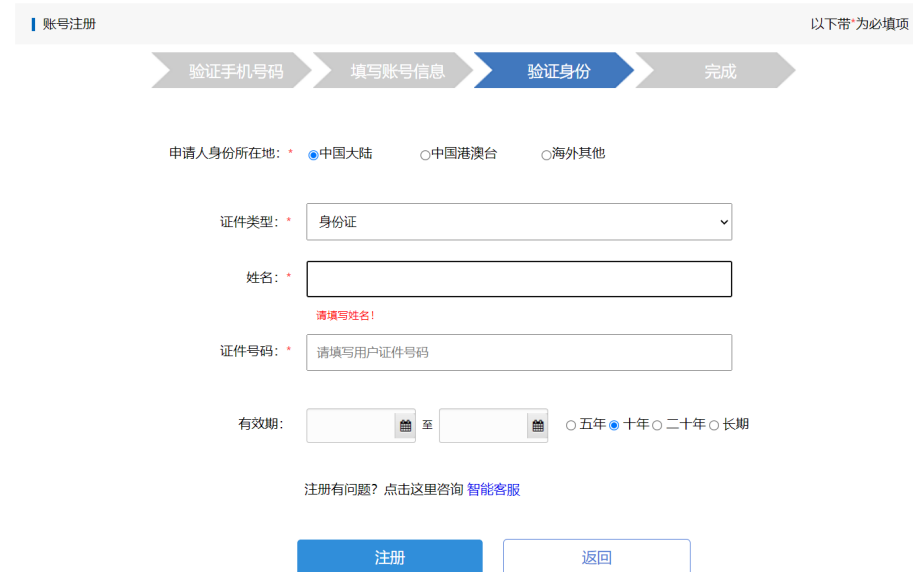 账号注册 以下带*为必填项
验证手机号码 填写账号信息 验证身份 完成
申请人身份所在地：* 中国大陆 中国港澳台 海外其他
证件类型：* 身份证
姓名：*
请填写姓名！
证件号码：* 请填写用户证件号码
有效期： 至 五年 十年 二十年 长期
注册有问题？点击这里咨询 智能客服
注册 返回